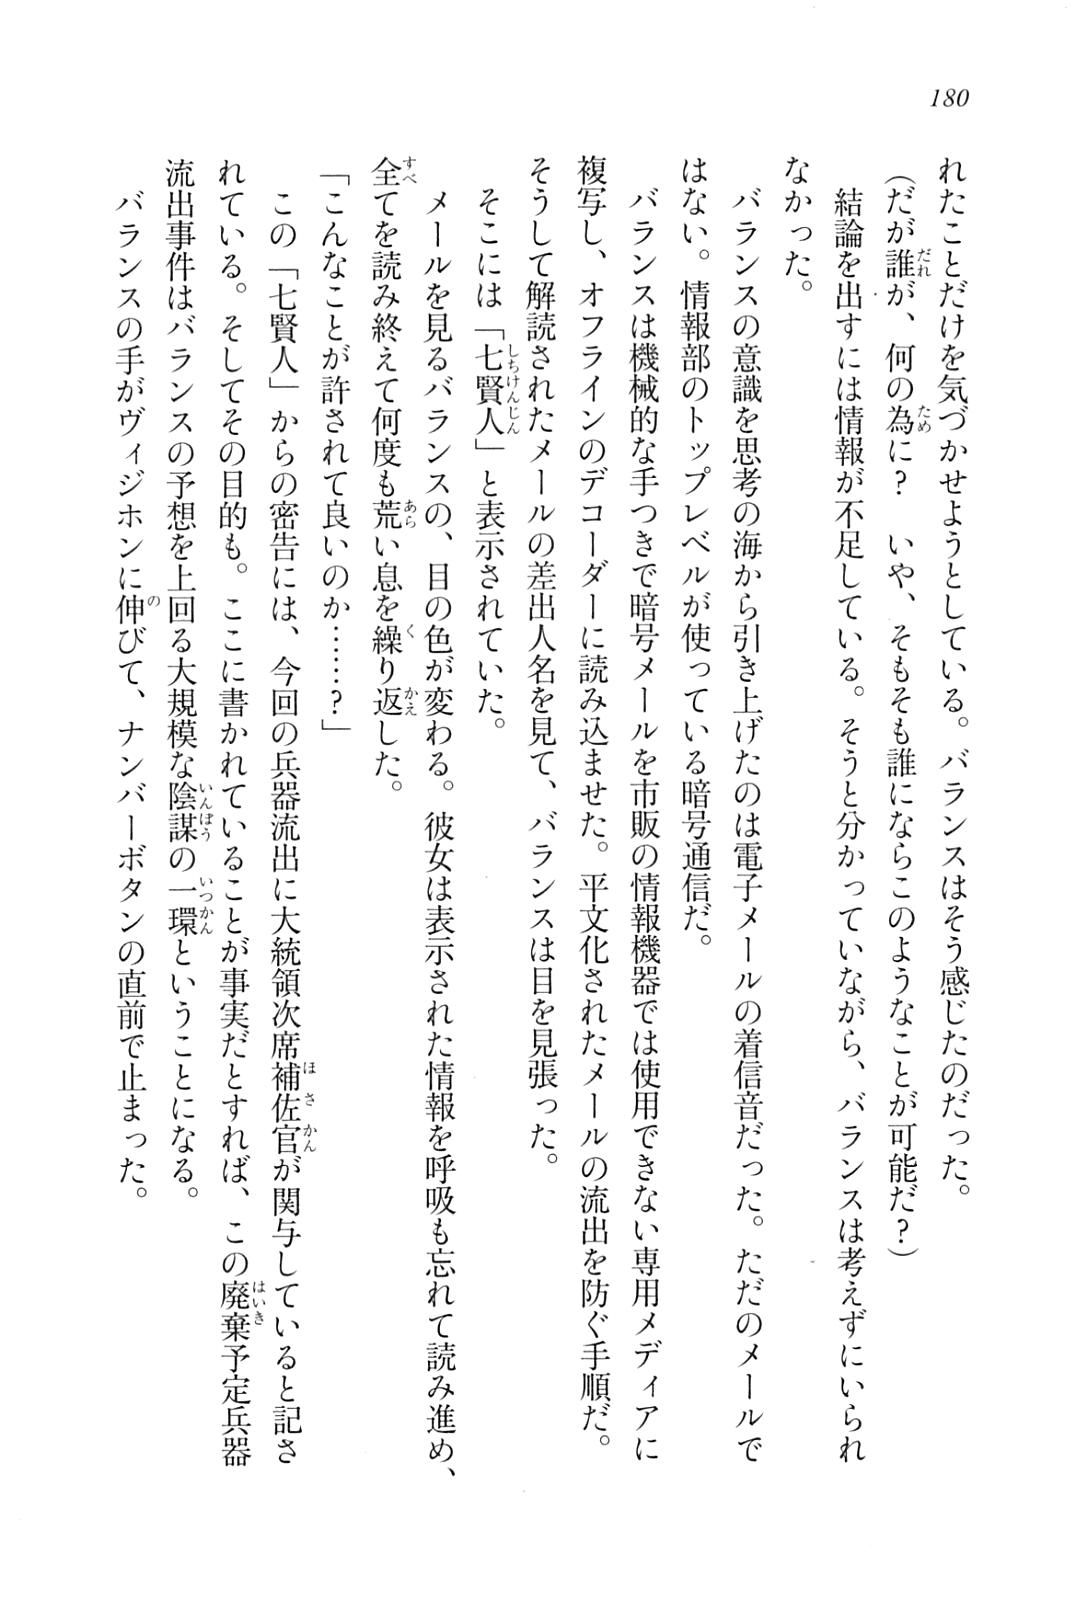 180
れたことだけを気づかせようとしている。バランスはそう感じたのだった。
（だが誰が、何の為に？　いや、そもそも誰にならこのようなことが可能だ？）
　結論を出すには情報が不足している。そうと分かっていながら、バランスは考えずにいられ
なかった。
　バランスの意識を思考の海から引き上げたのは電子メールの着信音だった。ただのメールで
はない。情報部のトップレベルが使っている暗号通信だ。
　バランスは機械的な手つきで暗号メールを市販の情報機器では使用できない専用メディアに
複写し、オフラインのデコーダーに読み込ませた。平文化されたメールの流出を防ぐ手順だ。
そうして解読されたメールの差出人名を見て、バランスは目を見張った。
　そこには「七賢人」と表示されていた。
　メールを見るバランスの、目の色が変わる。彼女は表示された情報を呼吸も忘れて読み進め、
全てを読み終えて何度も荒い息を繰り返した。
「こんなことが許されて良いのか……？」
　この「七賢人」からの密告には、今回の兵器流出に大統領次席補佐官が関与していると記さ
れている。そしてその目的も。ここに書かれていることが事実だとすれば、この廃棄予定兵器
流出事件はバランスの予想を上回る大規模な陰謀の一環ということになる。
　バランスの手がヴィジホンに伸びて、ナンバーボタンの直前で止まった。